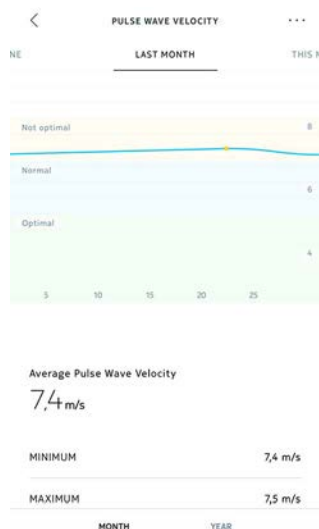 PULSE WAVE VELOCITY
NE LAST MONTH THIS M
Not optimal 8
Normal
6
Optimal
4
5 10 15 20 25
Average Pulse Wave Velocity
7,4 m/s
MINIMUM 7,4 m/s
MAXIMUM 7,5 m/s
MONTH YEAR